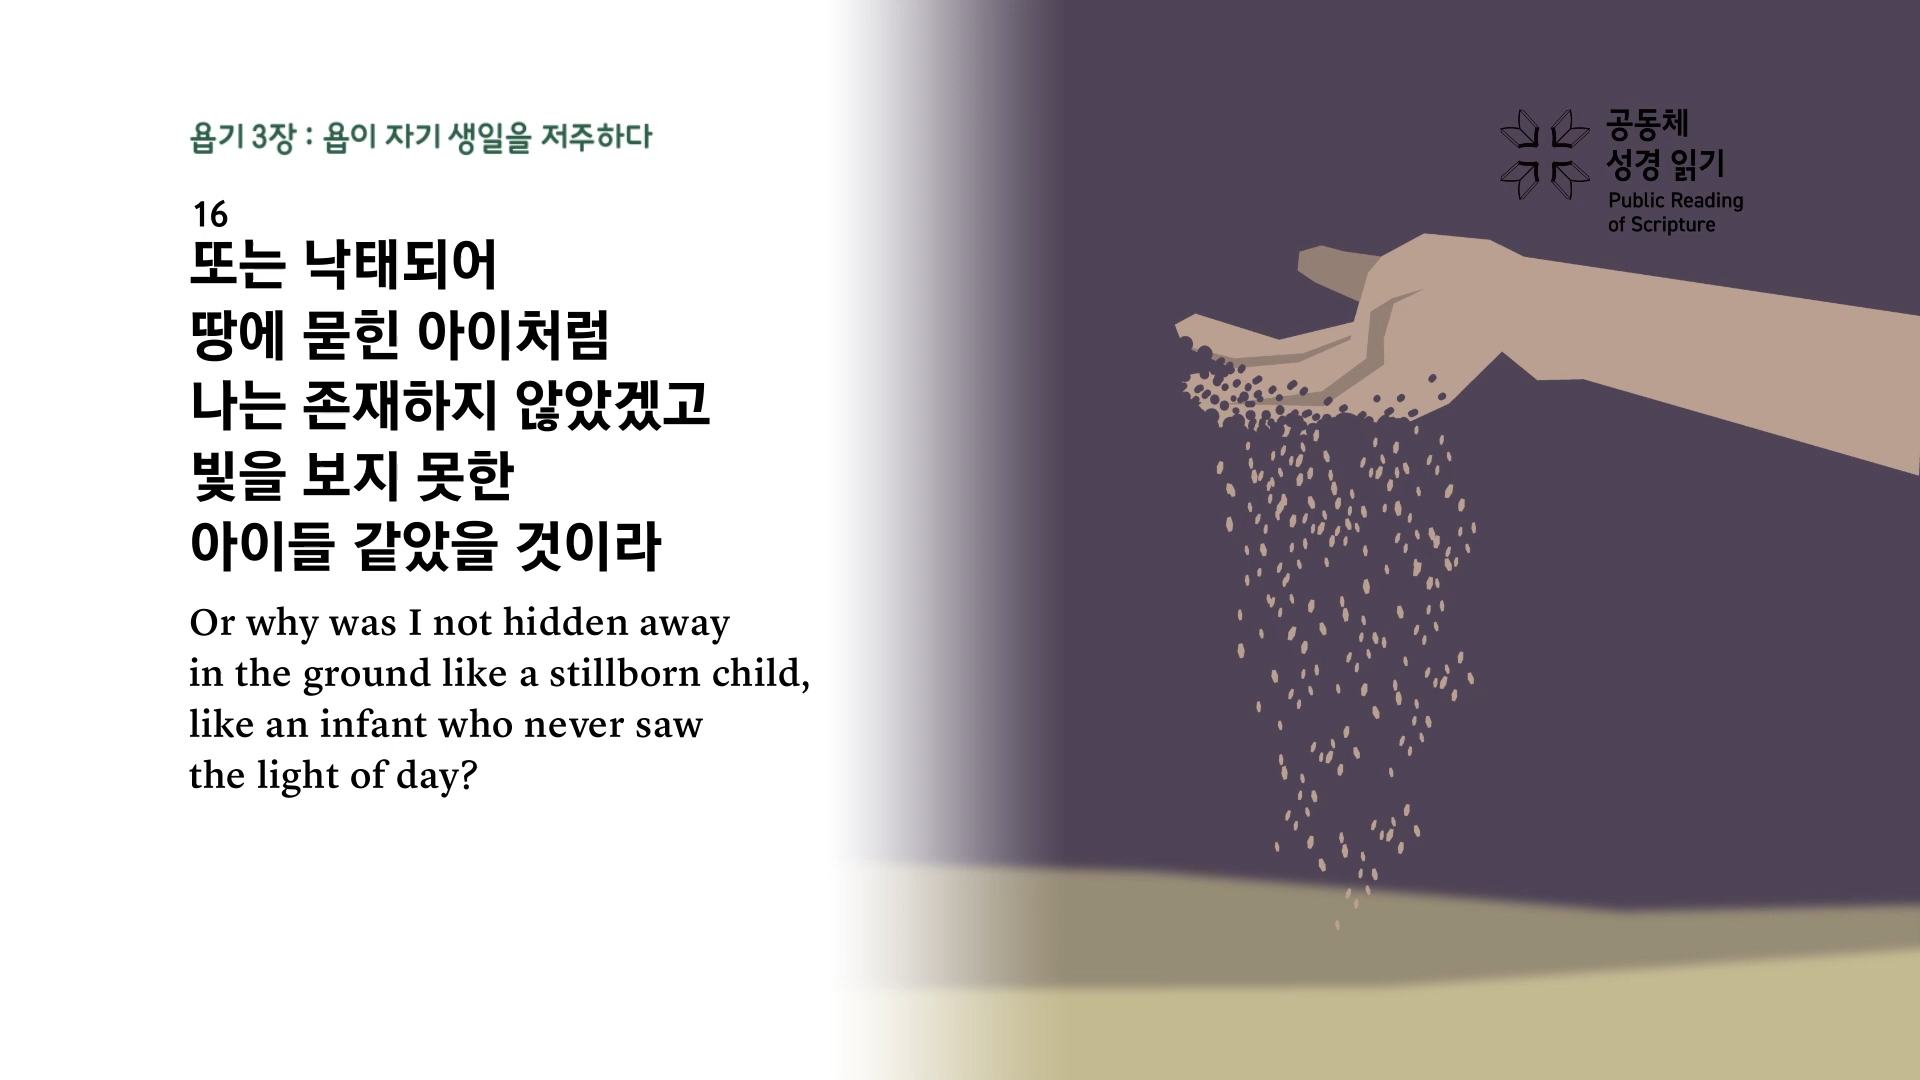 욥기 3장 : 욥이 자기 생일을 저주하다
16
또는 낙태되어
땅에 묻힌 아이처럼
나는 존재하지 않았겠고
빛을 보지 못한
아이들 같았을 것이라
Or why was I not hidden away
in the ground like a stillborn child,
like an infant who never saw
the light of day?
공동체
성경 읽기
Public Reading
of Scripture